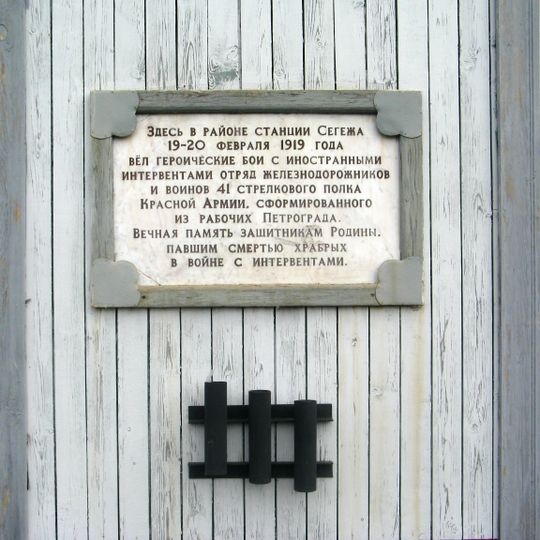 Здесь в районе станции Сегежа
19-20 февраля 1919 года
вёл героические бои с иностранными
интервентами отряд железнодорожников
и воинов 41 стрелкового полка
Красной Армии, сформированного
из рабочих Петрограда.
Вечная память защитникам Родины,
павшим смертью храбрых
в войне с интервентами.